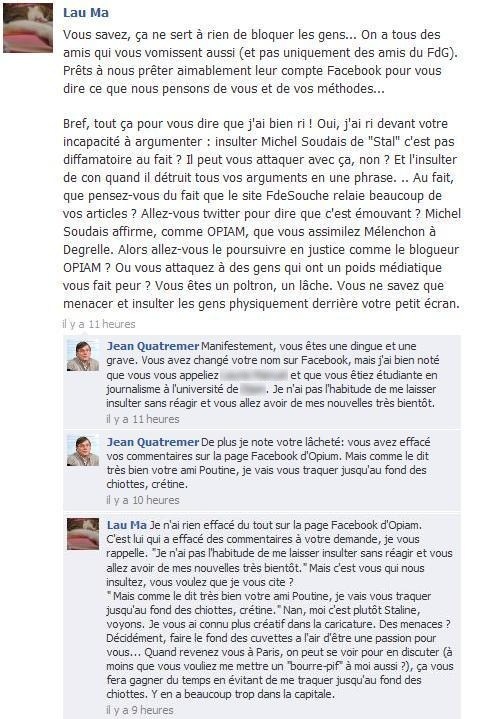 Lau Ma
Vous savez, ça ne sert à rien de bloquer les gens... On a tous des
amis qui vous vomissent aussi (et pas uniquement des amis du FdG).
Prêts à nous prêter aimablement leur compte Facebook pour vous
dire ce que nous pensons de vous et de vos méthodes...
Bref, tout ça pour vous dire que j'ai bien ri ! Oui, j'ai ri devant votre
incapacité à argumenter : insulter Michel Soudais de "Stal" c'est pas
diffamatoire au fait ? Il peut vous attaquer avec ça, non ? Et l'insulter
de con quand il détruit tous vos arguments en une phrase. .. Au fait,
que pensez-vous du fait que le site FdeSouche relaie beaucoup de
vos articles ? Allez-vous twitter pour dire que c'est émouvant ? Michel
Soudais affirme, comme OPIAM, que vous assimilez Mélenchon à
Degrelle. Alors allez-vous le poursuivre en justice comme le blogueur
OPIAM ? Ou vous attaquez à des gens qui ont un poids médiatique
vous fait peur ? Vous êtes un poltron, un lâche. Vous ne savez que
menacer et insulter les gens physiquement derrière votre petit écran.
il y a 11 heures
Jean Quatremer Manifestement, vous êtes une dingue et une
grave. Vous avez changé votre nom sur Facebook, mais j'ai bien noté
que vous vous appeliez et que vous étiez étudiante en
journalisme à l'université de Je n'ai pas l'habitude de me laisser
insulter sans réagir et vous allez avoir de mes nouvelles très bientôt.
il y a 11 heures
Jean Quatremer De plus je note votre lâcheté: vous avez effacé
vos commentaires sur la page Facebook d'Opium. Mais comme le dit
très bien votre ami Poutine, je vais vous traquer jusqu'au fond des
chiottes, crétine.
il y a 10 heures
Lau Ma Je n'ai rien effacé du tout sur la page Facebook d'Opiam.
C'est lui qui a effacé des commentaires à votre demande, je vous
rappelle. "Je n'ai pas l'habitude de me laisser insulter sans réagir et vous
allez avoir de mes nouvelles très bientôt." Mais c'est vous qui nous
insultez, vous voulez que je vous cite ?
" Mais comme le dit très bien votre ami Poutine, je vais vous traquer
jusqu'au fond des chiottes, crétine." Nan, moi c'est plutôt Staline,
voyons. Je vous ai connu plus créatif dans la caricature. Des menaces ?
Décidément, faire le fond des cuvettes a l'air d'être une passion pour
vous... Quand revenez vous à Paris, on peut se voir pour en discuter (à
moins que vous vouliez me mettre un "bourre-pif" à moi aussi ?), ça vous
fera gagner du temps en évitant de me traquer jusqu'au fond des
chiottes. Y en a beaucoup trop dans la capitale.
il y a 9 heures